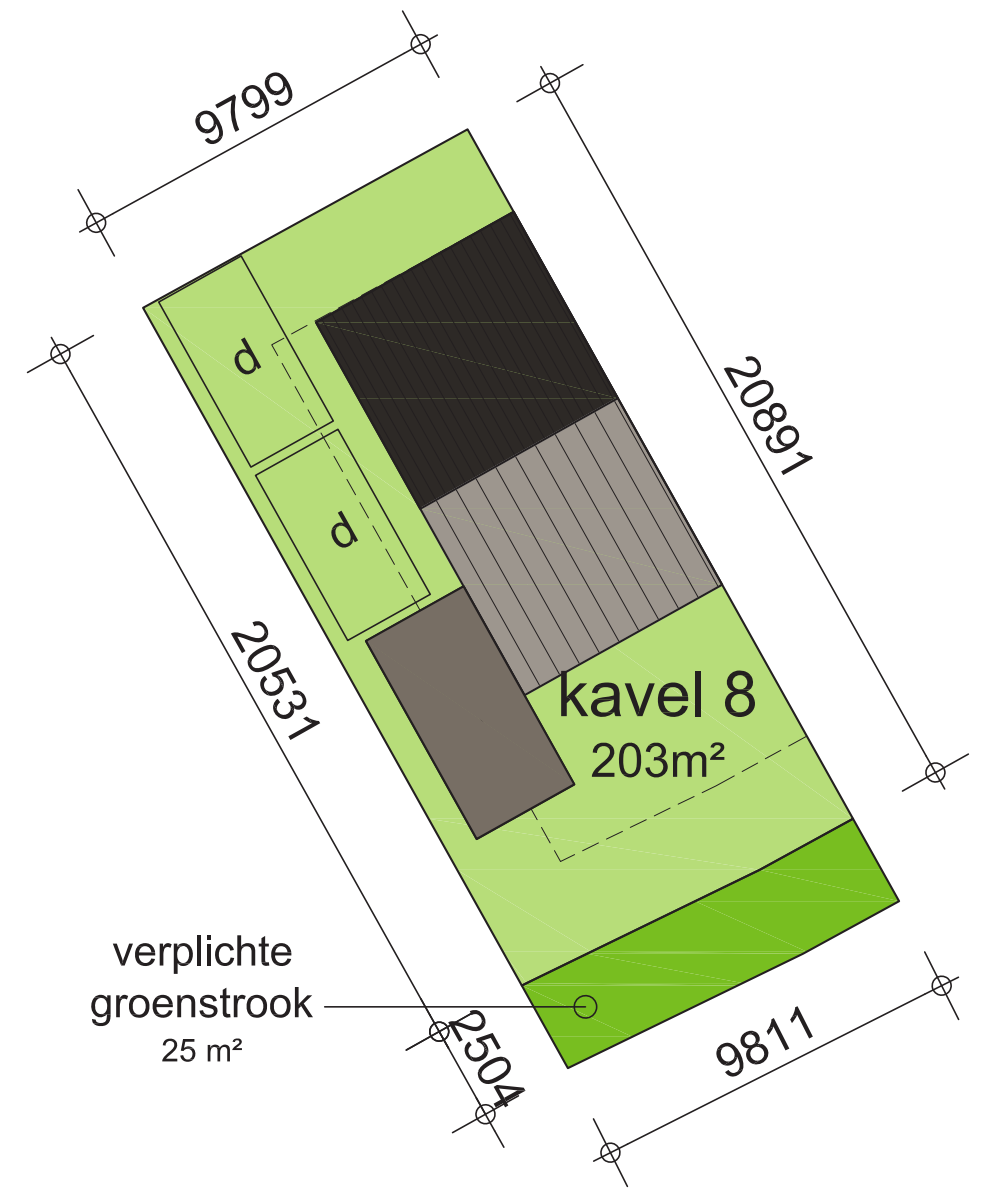 9799
20891
d
d
20531
kavel 8
203m²
verplichte
groenstrook
25 m²
2504
9811